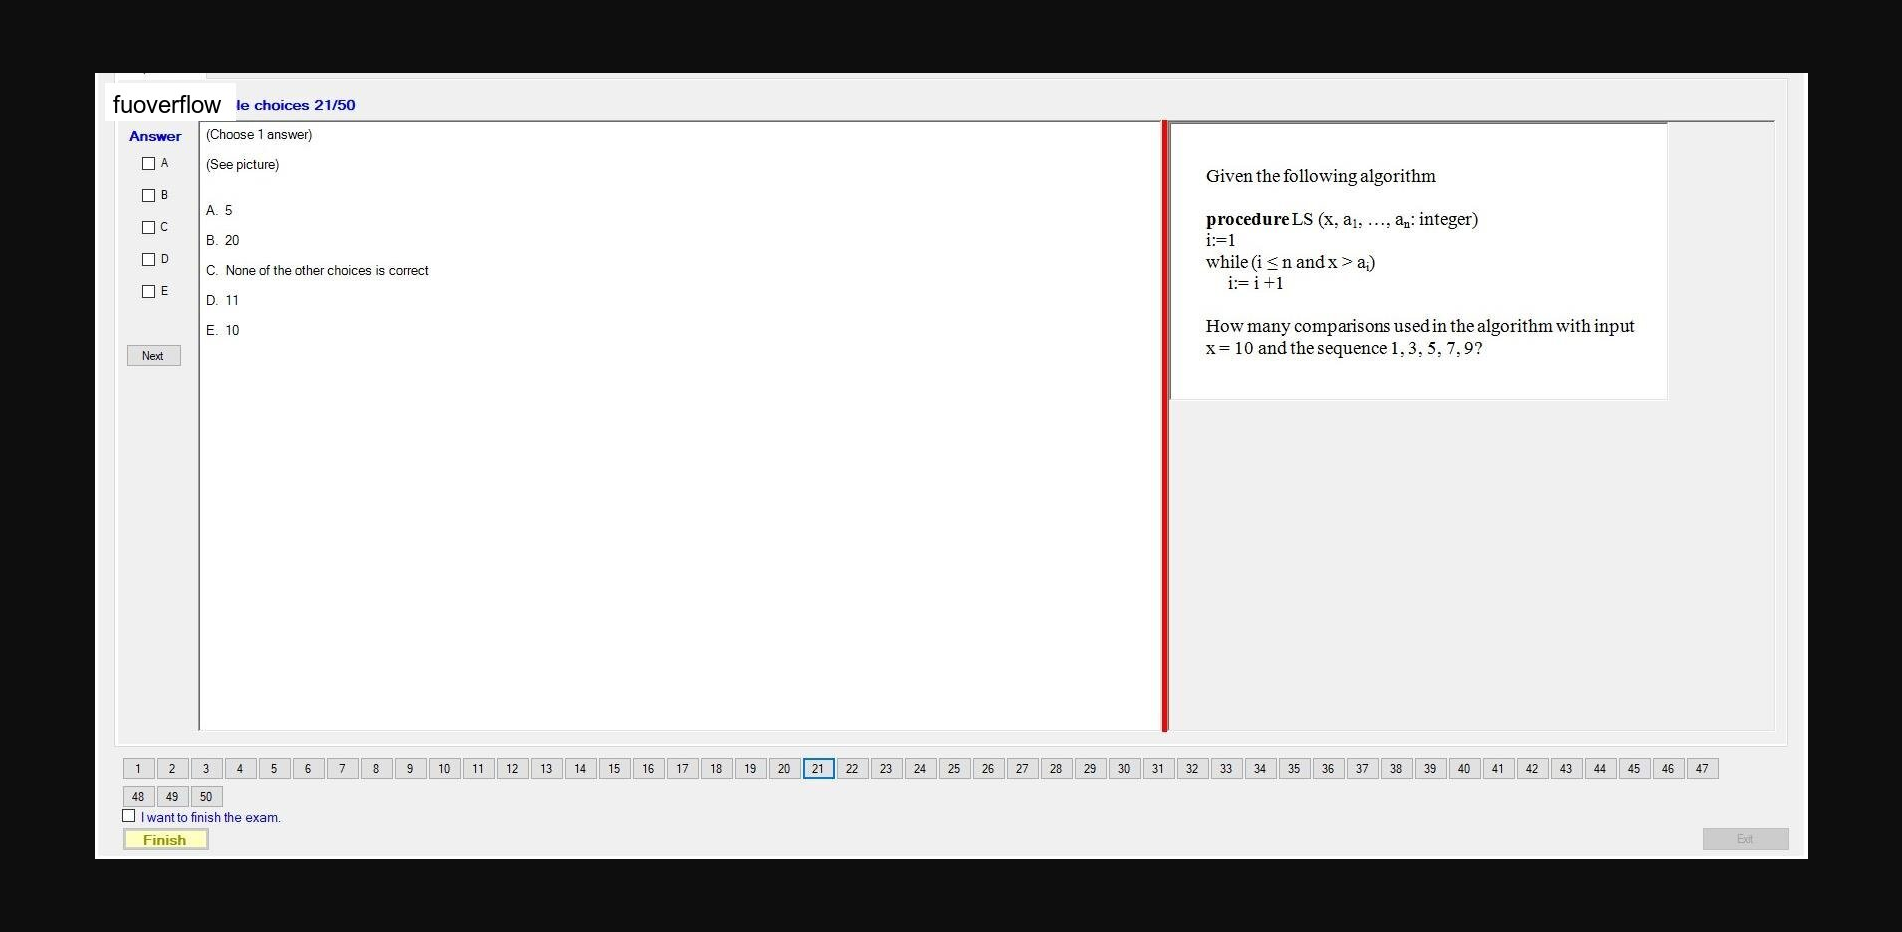 fuoverflow le choices 21/50
Answer
A
B
C
D
E
Next
(Choose 1 answer)
(See picture)
A. 5
B. 20
C. None of the other choices is correct
D. 11
E. 10
Given the following algorithm
procedure LS (x, a₁, …, aₙ: integer)
i:=1
while (i ≤ n and x > aᵢ)
i:= i +1
How many comparisons used in the algorithm with input
x = 10 and the sequence 1, 3, 5, 7, 9?
1 2 3 4 5 6 7 8 9 10 11 12 13 14 15 16 17 18 19 20 21 22 23 24 25 26 27 28 29 30 31 32 33 34 35 36 37 38 39 40 41 42 43 44 45 46 47
48 49 50
I want to finish the exam.
Finish
Exit